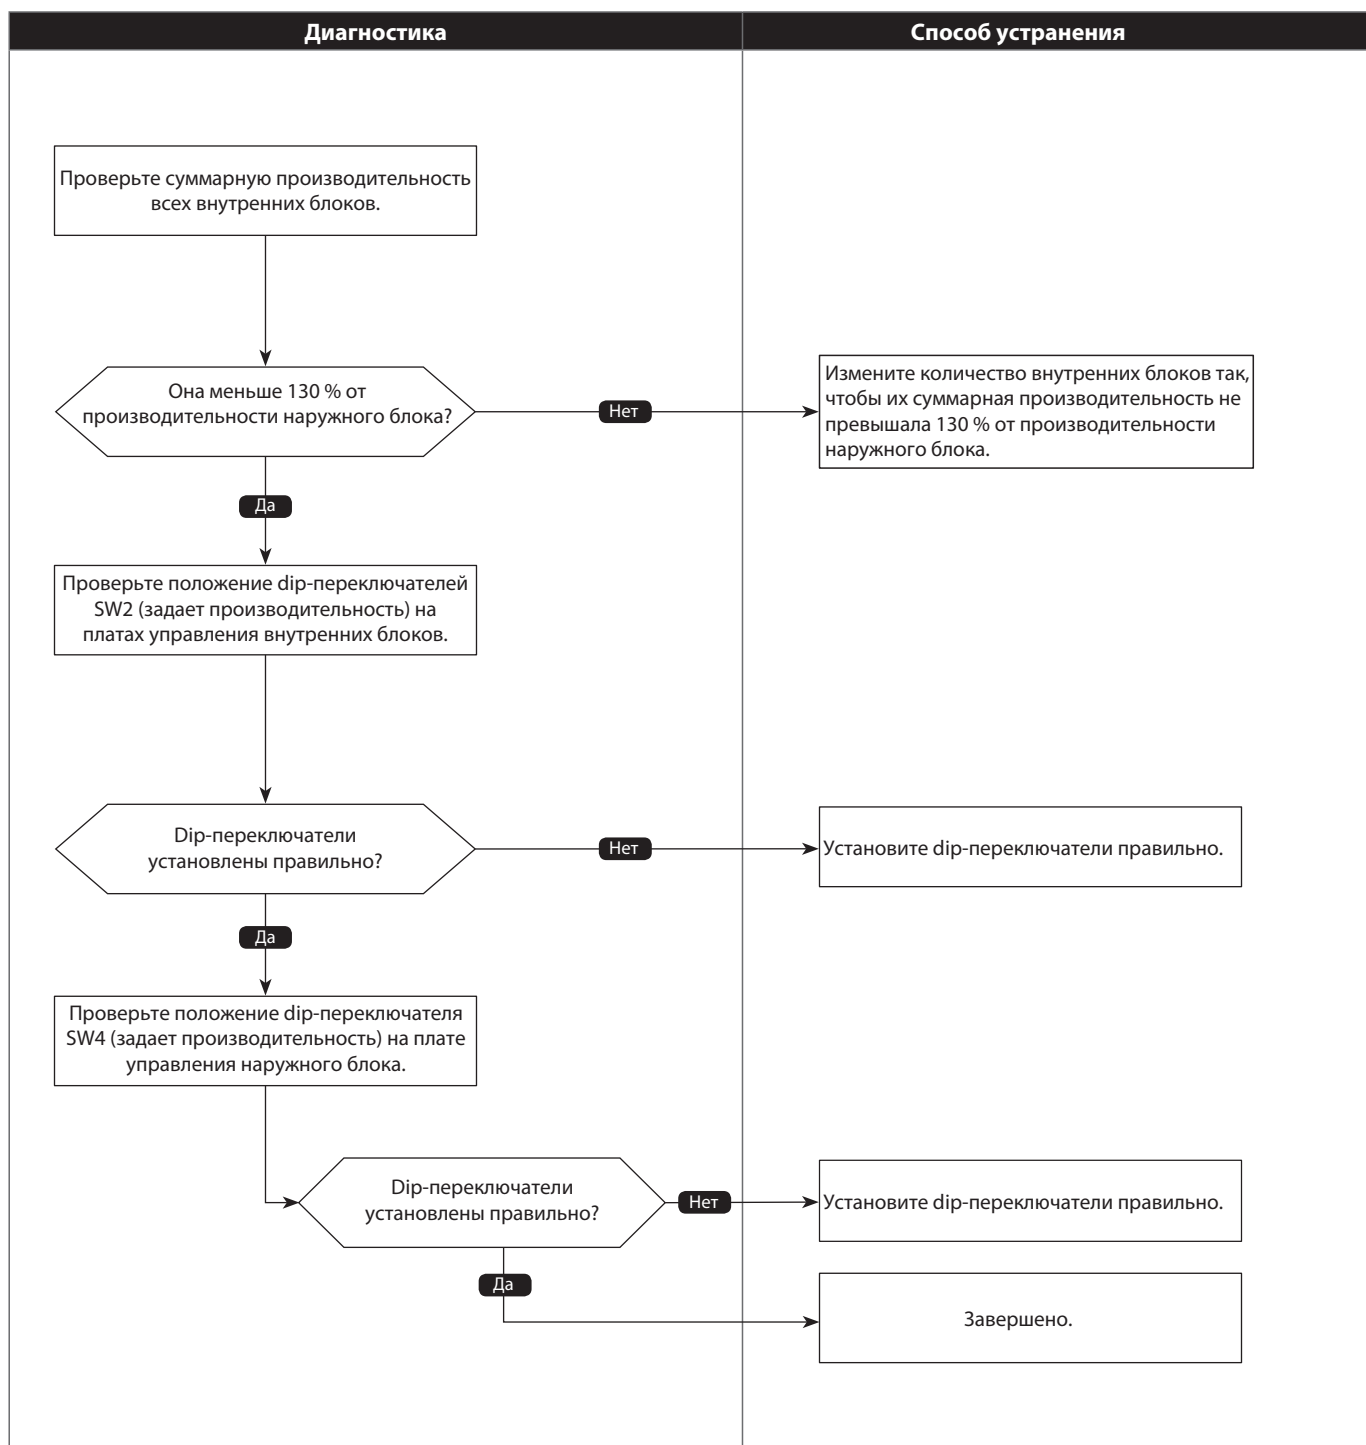 Диагностика
Способ устранения
Проверьте суммарную производительность
всех внутренних блоков.
Она меньше 130 % от
производительности наружного блока?
Нет
Измените количество внутренних блоков так,
чтобы их суммарная производительность не
превышала 130 % от производительности
наружного блока.
Да
Проверьте положение dip-переключателей
SW2 (задает производительность) на
платах управления внутренних блоков.
Dip-переключатели
установлены правильно?
Нет
Установите dip-переключатели правильно.
Да
Проверьте положение dip-переключателя
SW4 (задает производительность) на плате
управления наружного блока.
Dip-переключатели
установлены правильно?
Нет
Установите dip-переключатели правильно.
Да
Завершено.